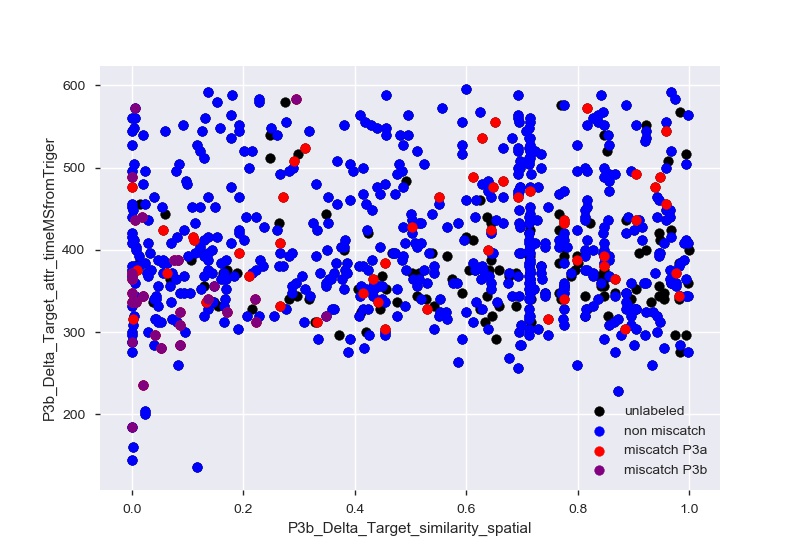 600
500
400
300
200
P3b_Delta_Target_attr_timeMSfromTriger
unlabeled
non miscatch
miscatch P3a
miscatch P3b
0.0 0.2 0.4 0.6 0.8 1.0
P3b_Delta_Target_similarity_spatial